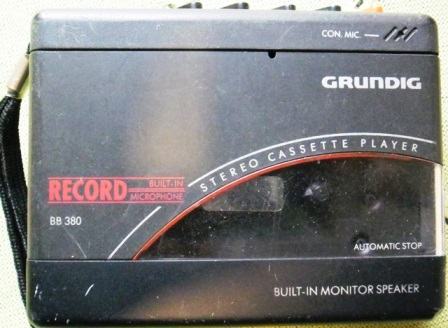 CON. MIC.
GRUNDIG
STEREO CASSETTE PLAYER
RECORD BUILT-IN MICROPHONE
BB 380
AUTOMATIC STOP
BUILT-IN MONITOR SPEAKER